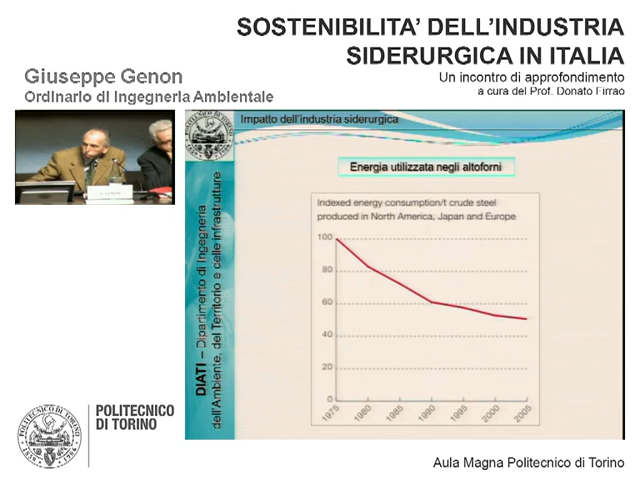 SOSTENIBILITA' DELL'INDUSTRIA
SIDERURGICA IN ITALIA
Un incontro di approfondimento
a cura del Prof. Donato Firrao
Giuseppe Genon
Ordinario di Ingegneria Ambientale
Impatto dell'industria siderurgica
Energia utilizzata negli altoforni
DIATI – Dipartimento di Ingegneria
dell'Ambiente, del Territorio e delle Infrastrutture
Indexed energy consumption/t crude steel
produced in North America, Japan and Europe
100
80
60
40
20
0
1975
1980
1985
1990
1995
2000
2005
POLITECNICO
DI TORINO
Aula Magna Politecnico di Torino